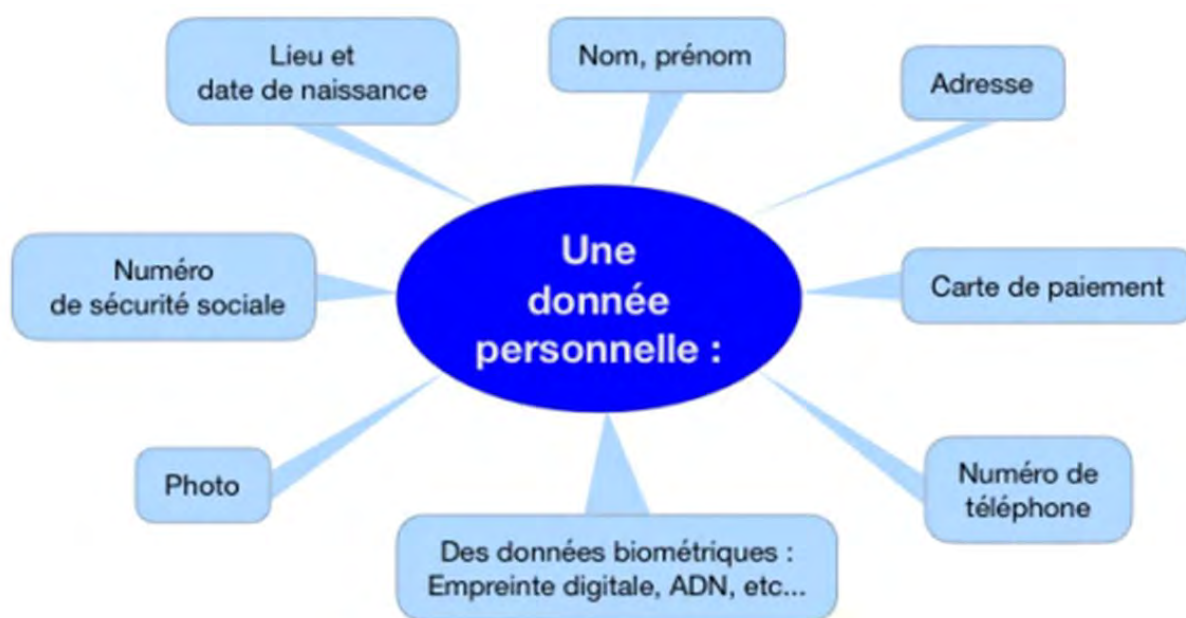 Lieu et
date de naissance
Nom, prénom
Adresse
Numéro
de sécurité sociale
Une
donnée
personnelle :
Carte de paiement
Photo
Des données biométriques :
Empreinte digitale, ADN, etc...
Numéro de
téléphone